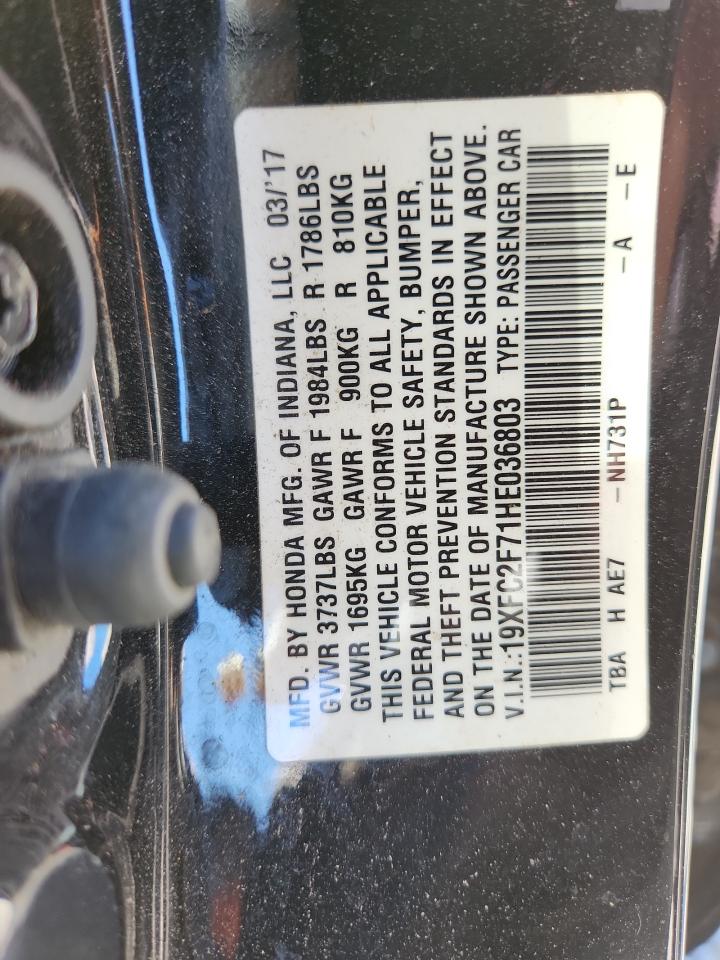 MFD. BY HONDA MFG. OF INDIANA, LLC 03/'17
GVWR 3737LBS GAWR F 1984LBS R 1786LBS
GVWR 1695KG GAWR F 900KG R 810KG
THIS VEHICLE CONFORMS TO ALL APPLICABLE
FEDERAL MOTOR VEHICLE SAFETY, BUMPER,
AND THEFT PREVENTION STANDARDS IN EFFECT
ON THE DATE OF MANUFACTURE SHOWN ABOVE.
V.I.N.:19XFC2F71HE036803 TYPE: PASSENGER CAR
TBA H AE7 -NH731P -A -E